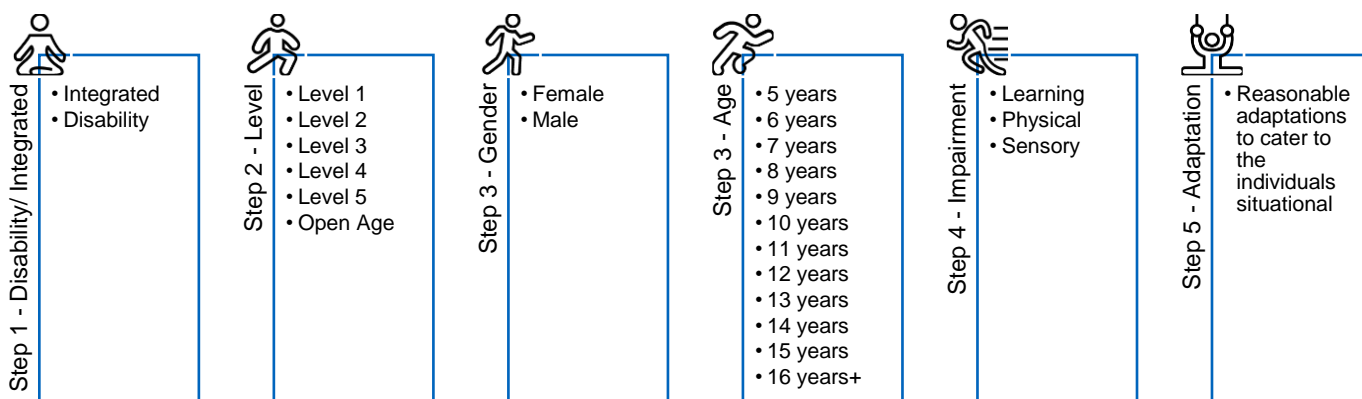 Step 1 - Disability/ Integrated
• Integrated
• Disability
Step 2 - Level
• Level 1
• Level 2
• Level 3
• Level 4
• Level 5
• Open Age
Step 3 - Gender
• Female
• Male
Step 3 - Age
• 5 years
• 6 years
• 7 years
• 8 years
• 9 years
• 10 years
• 11 years
• 12 years
• 13 years
• 14 years
• 15 years
• 16 years+
Step 4 - Impairment
• Learning
• Physical
• Sensory
Step 5 - Adaptation
• Reasonable
adaptations
to cater to
the
individuals
situational